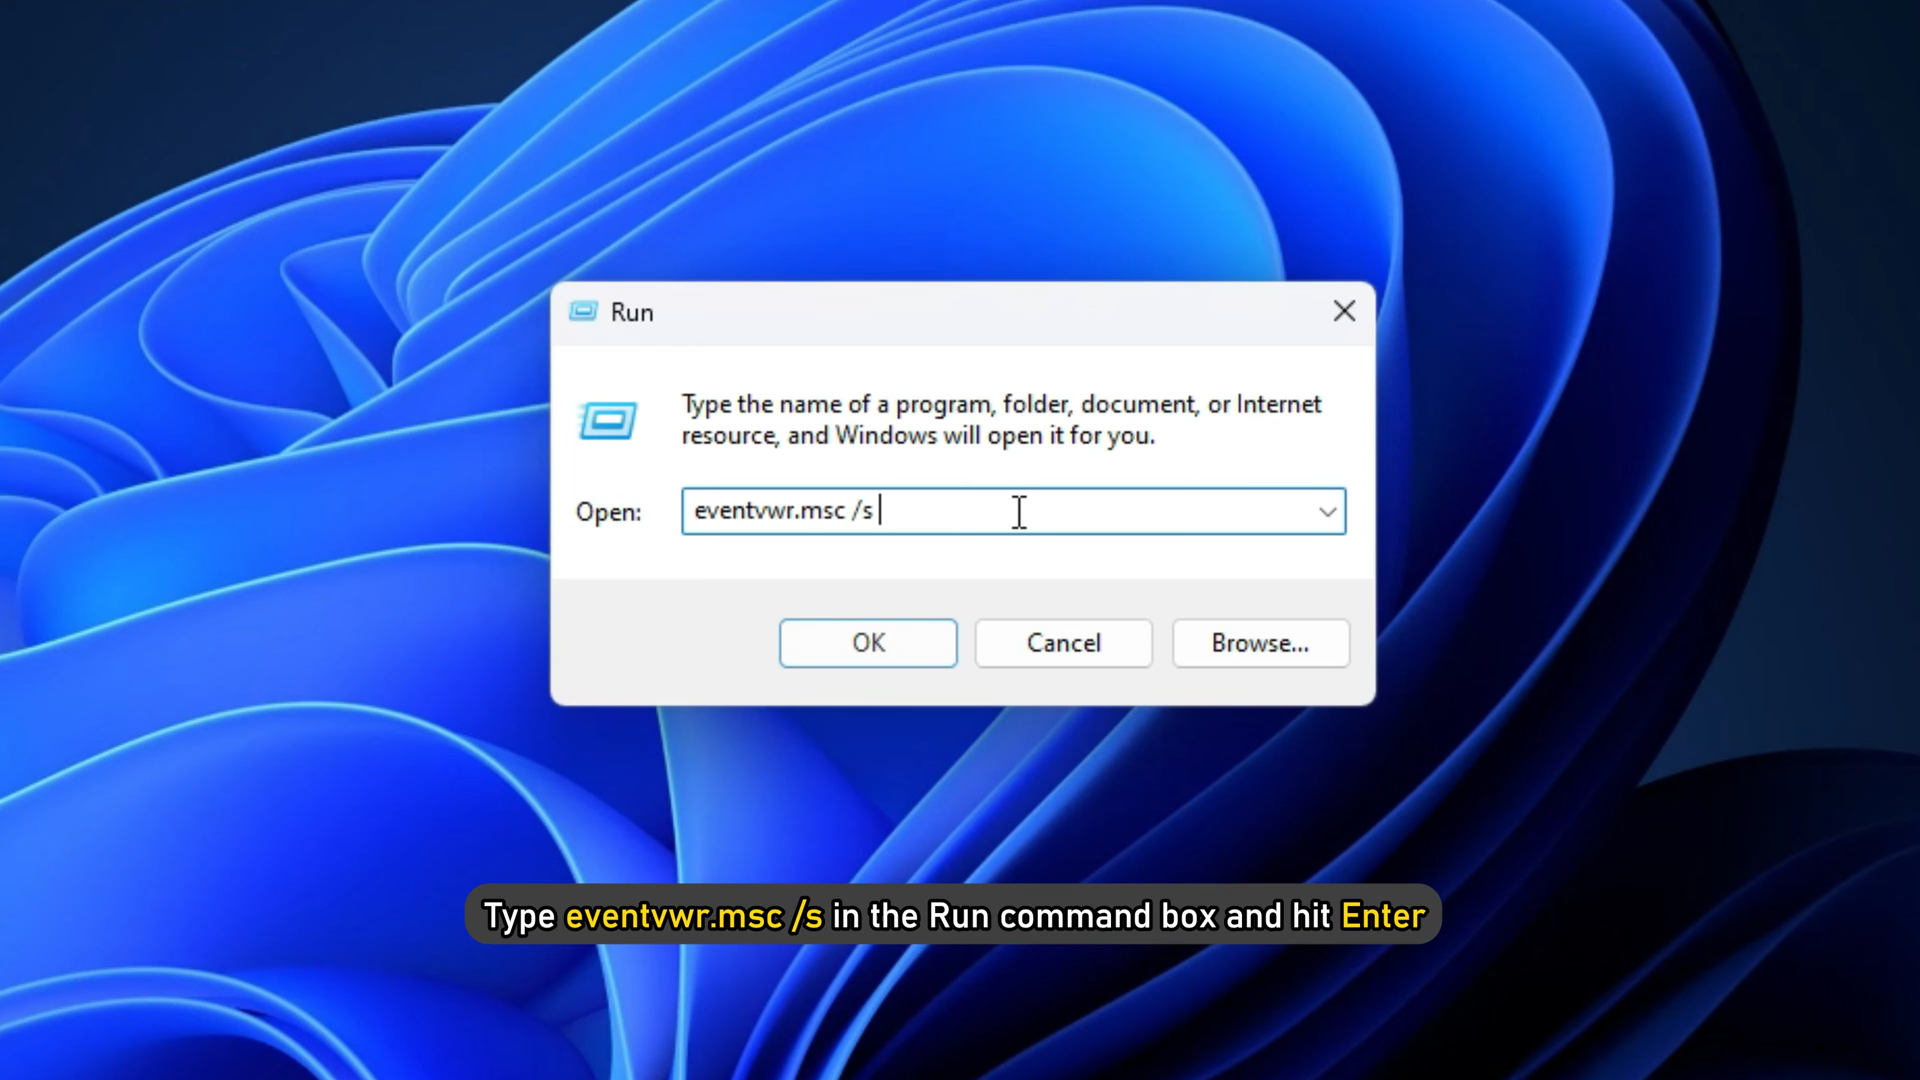 Run
Type the name of a program, folder, document, or Internet
resource, and Windows will open it for you.
Open: eventvwr.msc /s
OK Cancel Browse...
Type eventvwr.msc /s in the Run command box and hit Enter